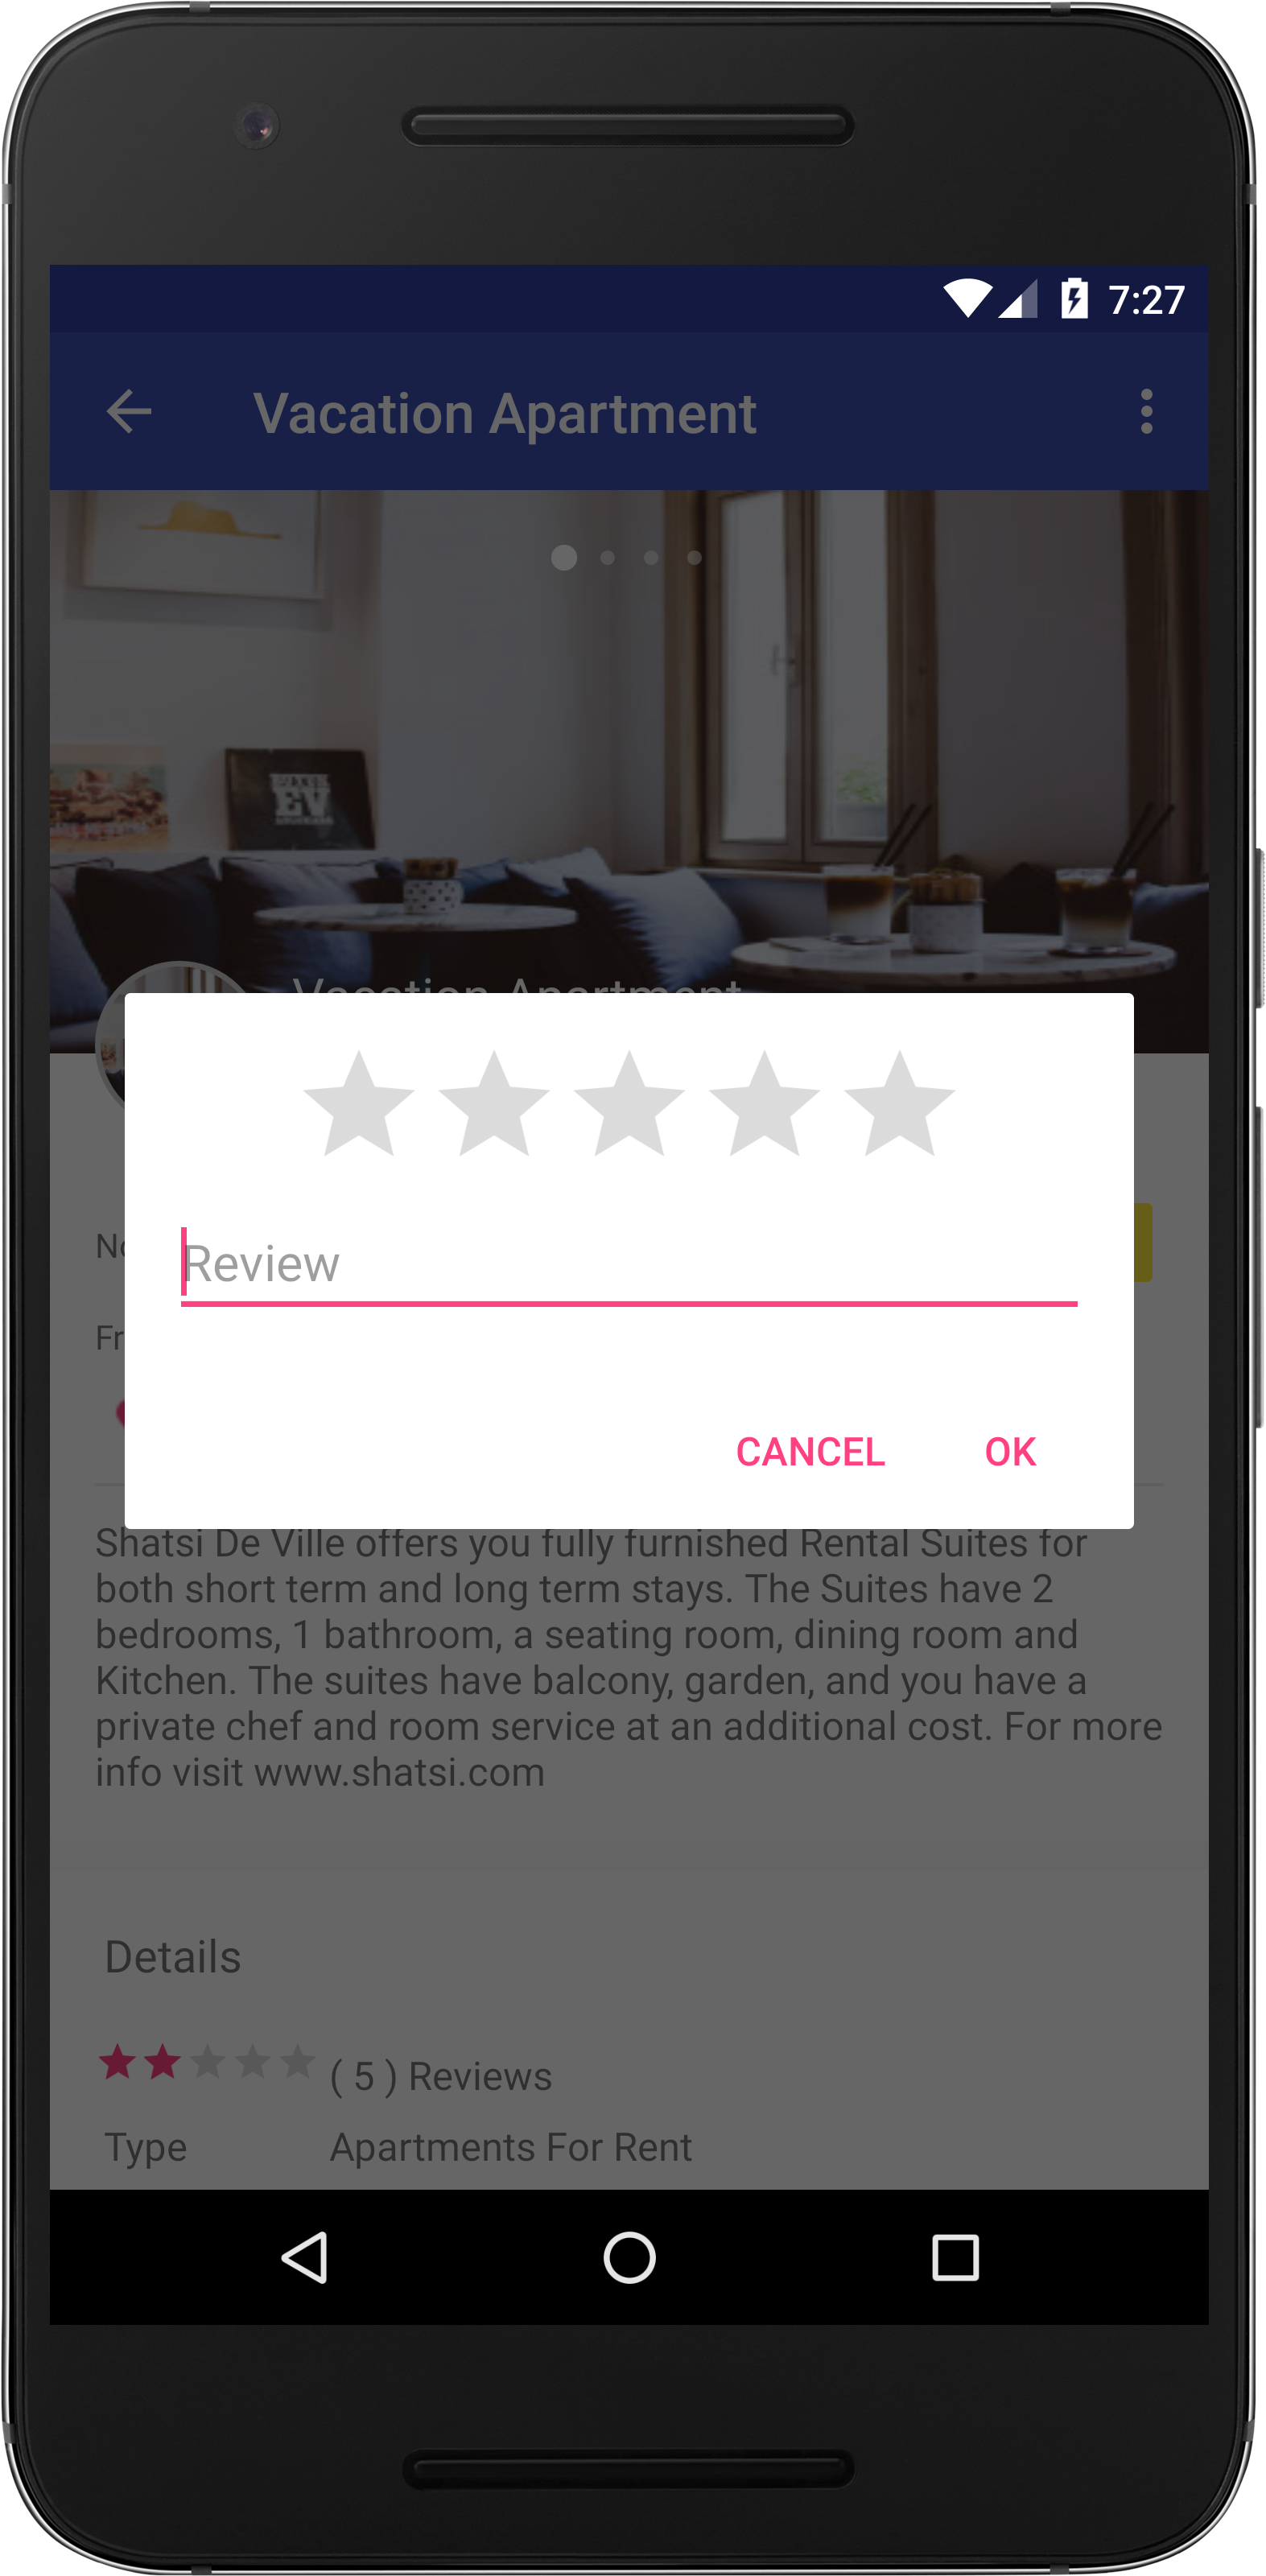 7:27
Vacation Apartment
EV
Vacation Apartment
Review
CANCEL
OK
Shatsi De Ville offers you fully furnished Rental Suites for
both short term and long term stays. The Suites have 2
bedrooms, 1 bathroom, a seating room, dining room and
Kitchen. The suites have balcony, garden, and you have a
private chef and room service at an additional cost. For more
info visit www.shatsi.com
Details
( 5 ) Reviews
Type Apartments For Rent